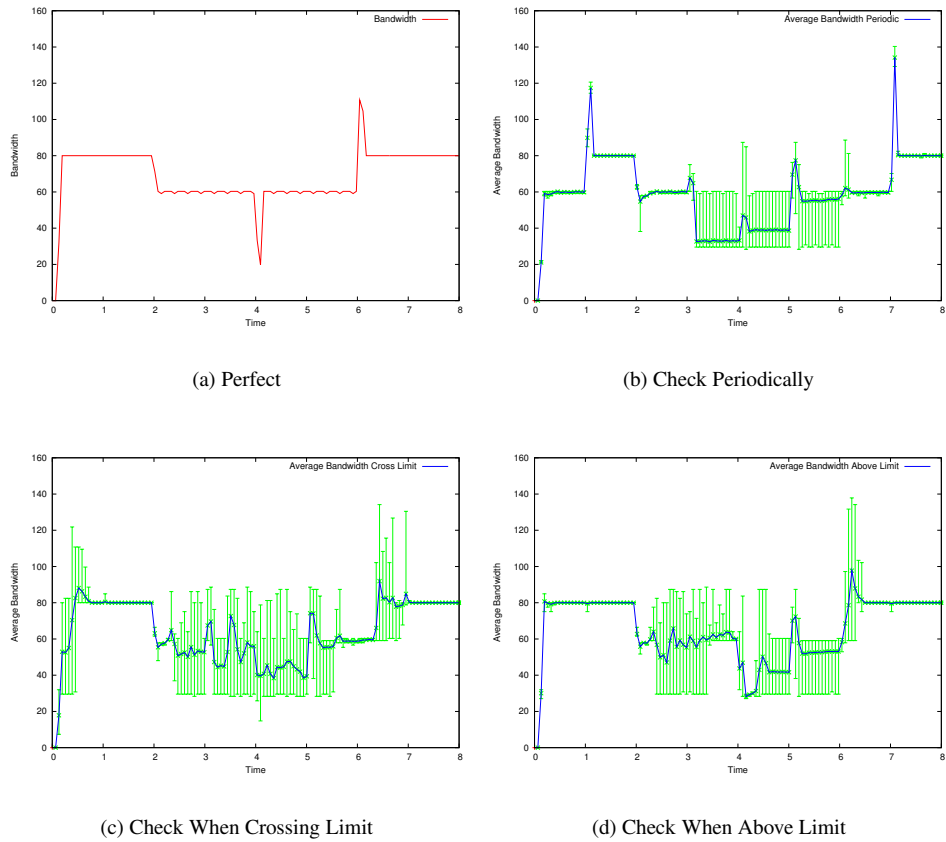 160
140
120
100
80
60
40
20
0
Bandwidth
Bandwidth
0 1 2 3 4 5 6 7 8
Time
(a) Perfect
160
140
120
100
80
60
40
20
0
Average Bandwidth
Average Bandwidth Periodic
0 1 2 3 4 5 6 7 8
Time
(b) Check Periodically
160
140
120
100
80
60
40
20
0
Average Bandwidth
Average Bandwidth Cross Limit
0 1 2 3 4 5 6 7 8
Time
(c) Check When Crossing Limit
160
140
120
100
80
60
40
20
0
Average Bandwidth
Average Bandwidth Above Limit
0 1 2 3 4 5 6 7 8
Time
(d) Check When Above Limit